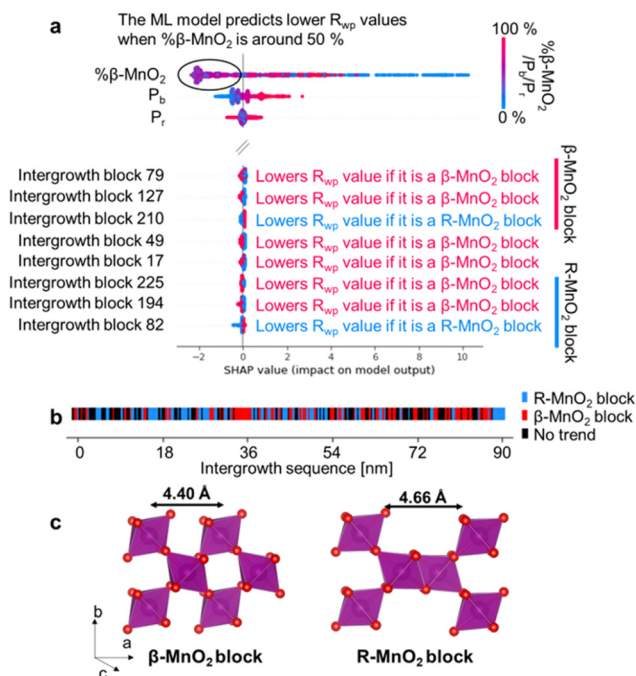 a
The ML model predicts lower Rwp values
when %β-MnO2 is around 50 %
100 %
%β-MnO2
/Pb/Pr
0 %
%β-MnO2
Pb
Pr
Intergrowth block 79 Lowers Rwp value if it is a β-MnO2 block
Intergrowth block 127 Lowers Rwp value if it is a β-MnO2 block
Intergrowth block 210 Lowers Rwp value if it is a R-MnO2 block
Intergrowth block 49 Lowers Rwp value if it is a β-MnO2 block
Intergrowth block 17 Lowers Rwp value if it is a β-MnO2 block
Intergrowth block 225 Lowers Rwp value if it is a β-MnO2 block
Intergrowth block 194 Lowers Rwp value if it is a β-MnO2 block
Intergrowth block 82 Lowers Rwp value if it is a R-MnO2 block
β-MnO2 block
R-MnO2 block
−2 0 2 4 6 8 10
SHAP value (impact on model output)
b
R-MnO2 block
β-MnO2 block
No trend
0 18 36 54 72 90
Intergrowth sequence [nm]
c
4.40 Å 4.66 Å
b
a
c
β-MnO2 block R-MnO2 block